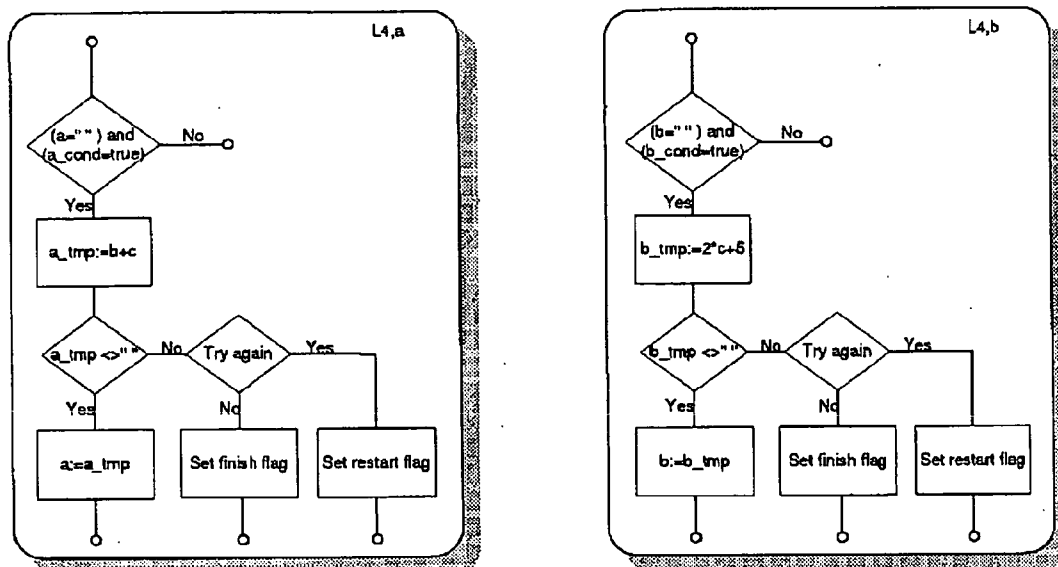 L4,a
(a=" ") and
(a_cond=true)
No
Yes
a_tmp:=b+c
a_tmp <>" "
No
Try again
Yes
Yes
No
a:=a_tmp
Set finish flag
Set restart flag
L4,b
(b=" ") and
(b_cond=true)
No
Yes
b_tmp:=2*c+5
b_tmp <>" "
No
Try again
Yes
Yes
No
b:=b_tmp
Set finish flag
Set restart flag